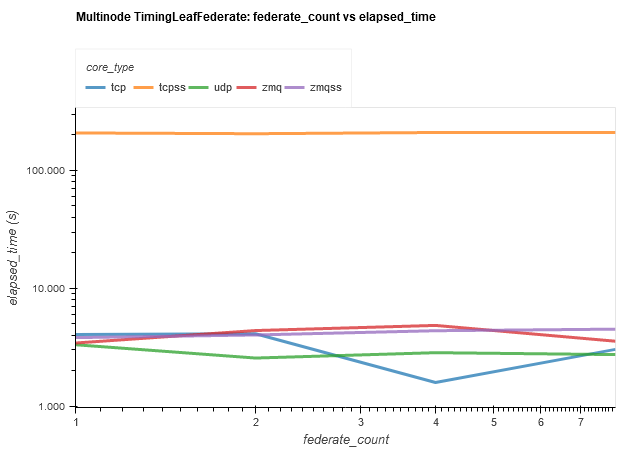 Multinode TimingLeafFederate: federate_count vs elapsed_time
core_type
tcp tcpss udp zmq zmqss
elapsed_time (s)
100.000
10.000
1.000
1 2 3 4 5 6 7
federate_count